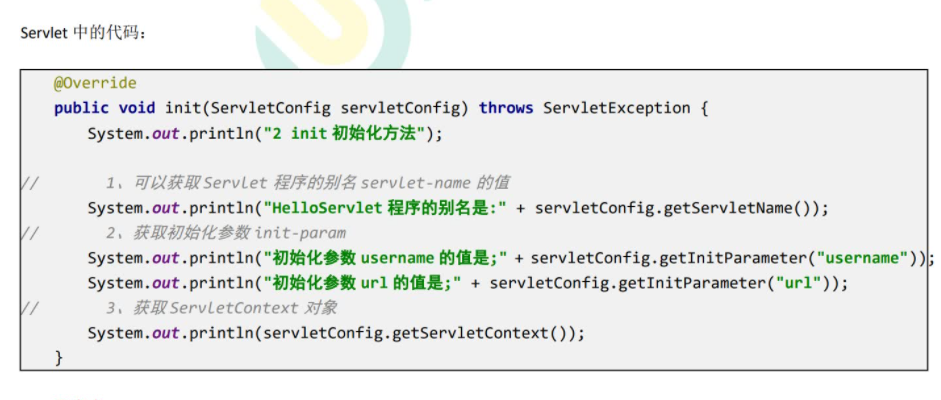 Servlet 中的代码：
@Override
public void init(ServletConfig servletConfig) throws ServletException {
System.out.println("2 init 初始化方法");
// 1、可以获取 Servlet 程序的别名 servlet-name 的值
System.out.println("HelloServlet 程序的别名是:" + servletConfig.getServletName());
// 2、获取初始化参数 init-param
System.out.println("初始化参数 username 的值是;" + servletConfig.getInitParameter("username"));
System.out.println("初始化参数 url 的值是;" + servletConfig.getInitParameter("url"));
// 3、获取 ServletContext 对象
System.out.println(servletConfig.getServletContext());
}